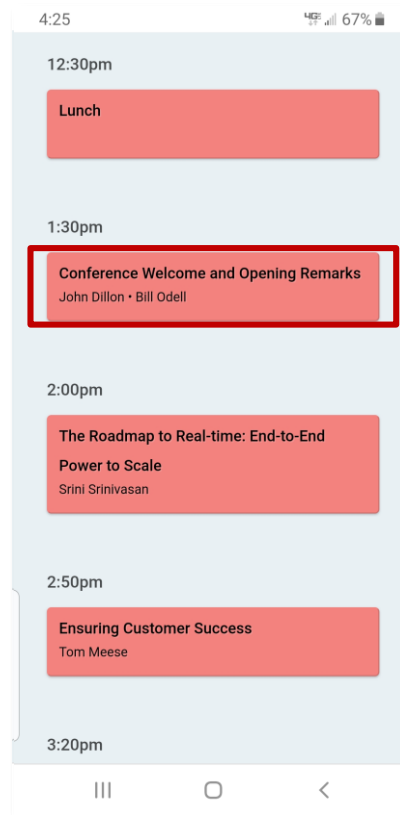 4:25 4GE 67%
12:30pm
Lunch
1:30pm
Conference Welcome and Opening Remarks
John Dillon • Bill Odell
2:00pm
The Roadmap to Real-time: End-to-End
Power to Scale
Srini Srinivasan
2:50pm
Ensuring Customer Success
Tom Meese
3:20pm